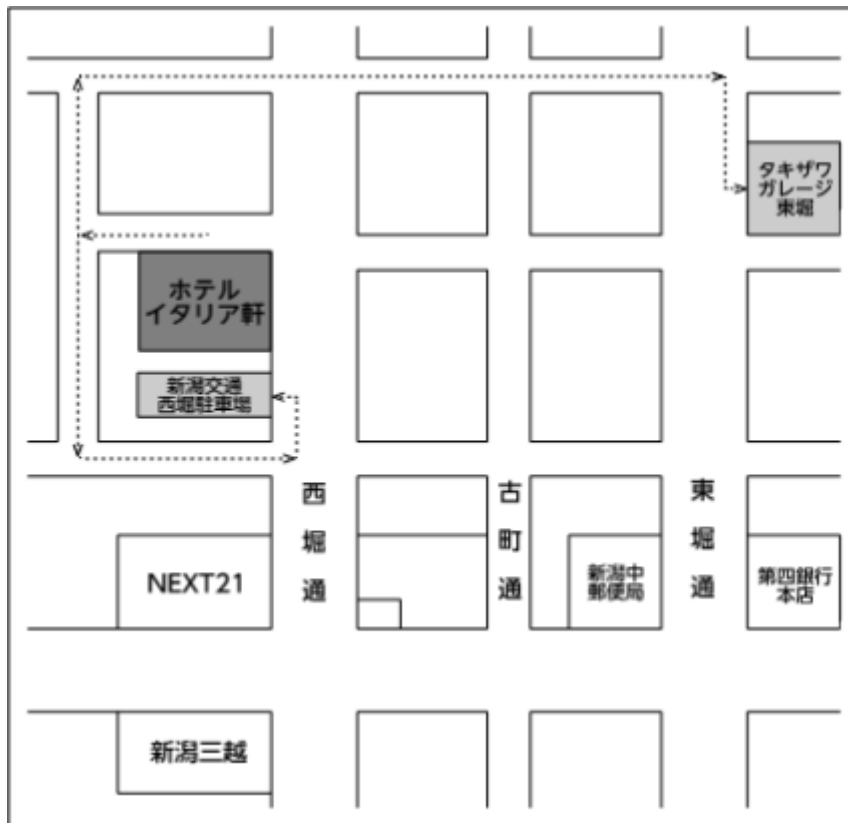 タキザワ
ガレージ
東堀
ホテル
イタリア軒
新潟交通
西堀駐車場
西堀通
古町通
東堀通
NEXT21
新潟中
郵便局
第四銀行
本店
新潟三越